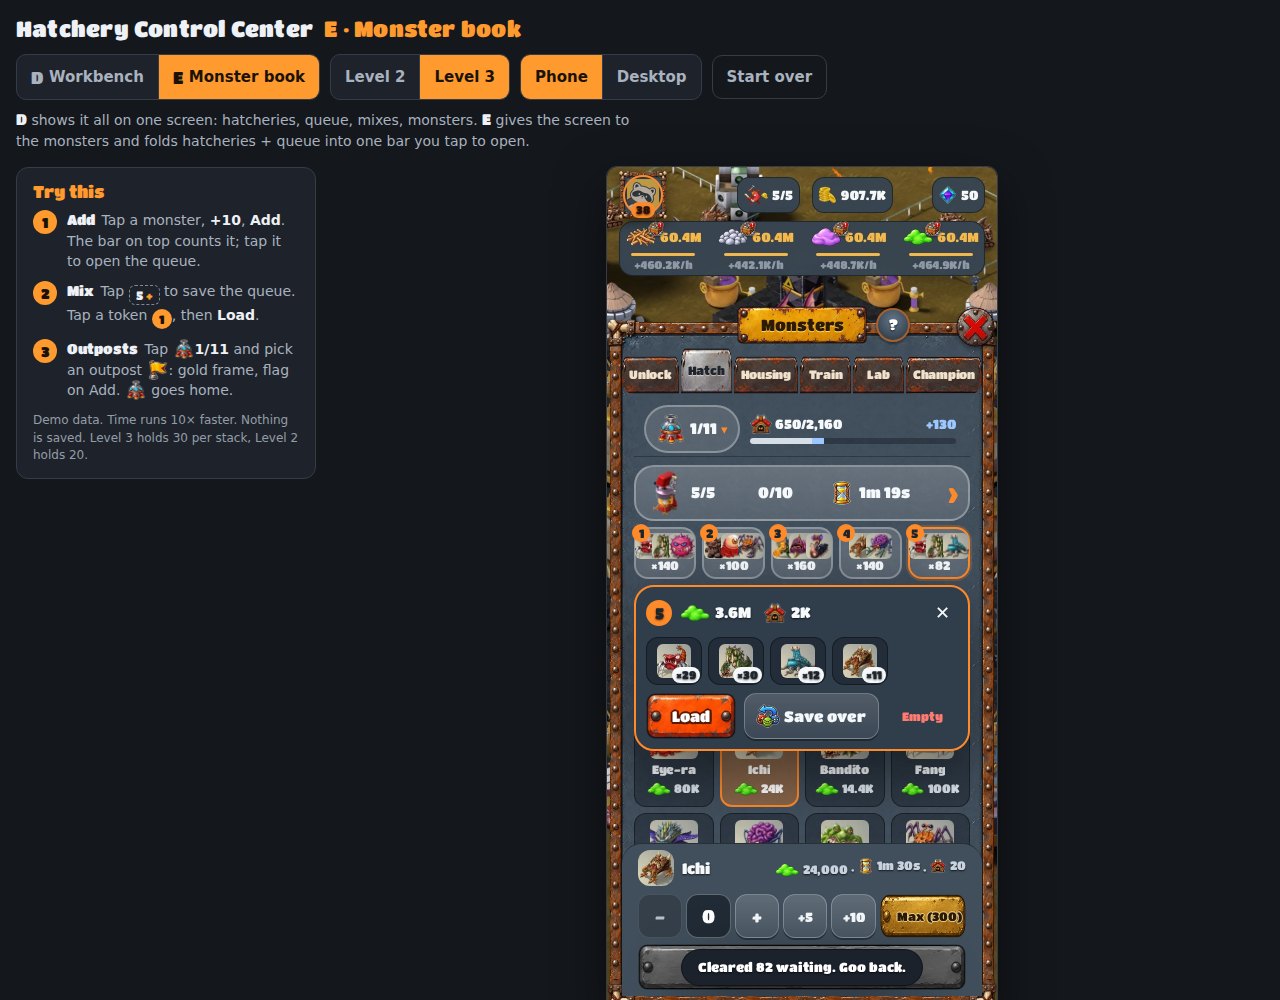 Hatchery Control Center E · Monster book
D Workbench E Monster book Level 2 Level 3 Phone Desktop Start over
D shows it all on one screen: hatcheries, queue, mixes, monsters. E gives the screen to
the monsters and folds hatcheries + queue into one bar you tap to open.
Try this
1 Add Tap a monster, +10, Add.
The bar on top counts it; tap it
to open the queue.
2 Mix Tap 5 + to save the queue.
Tap a token 1, then Load.
3 Outposts Tap 1/11 and pick
an outpost : gold frame, flag
on Add. goes home.
Demo data. Time runs 10× faster. Nothing
is saved. Level 3 holds 30 per stack, Level 2
holds 20.
30 5/5 907.7K 50
60.4M 60.4M 60.4M 60.4M
+460.2K/h +442.1K/h +448.7K/h +464.9K/h
Monsters ?
Unlock Hatch Housing Train Lab Champion
1/11 ▾ 650/2,160 +130
5/5 0/10 1m 19s ❯
1 2 3 4 5
×140 ×100 ×160 ×140 ×82
5 3.6M 2K ✕
×29 ×30 ×12 ×11
Load Save over Empty
Eye-ra Ichi Bandito Fang
80K 24K 14.4K 100K
Ichi 24,000 · 1m 30s · 20
− 0 + +5 +10 Max (300)
Cleared 82 waiting. Goo back.